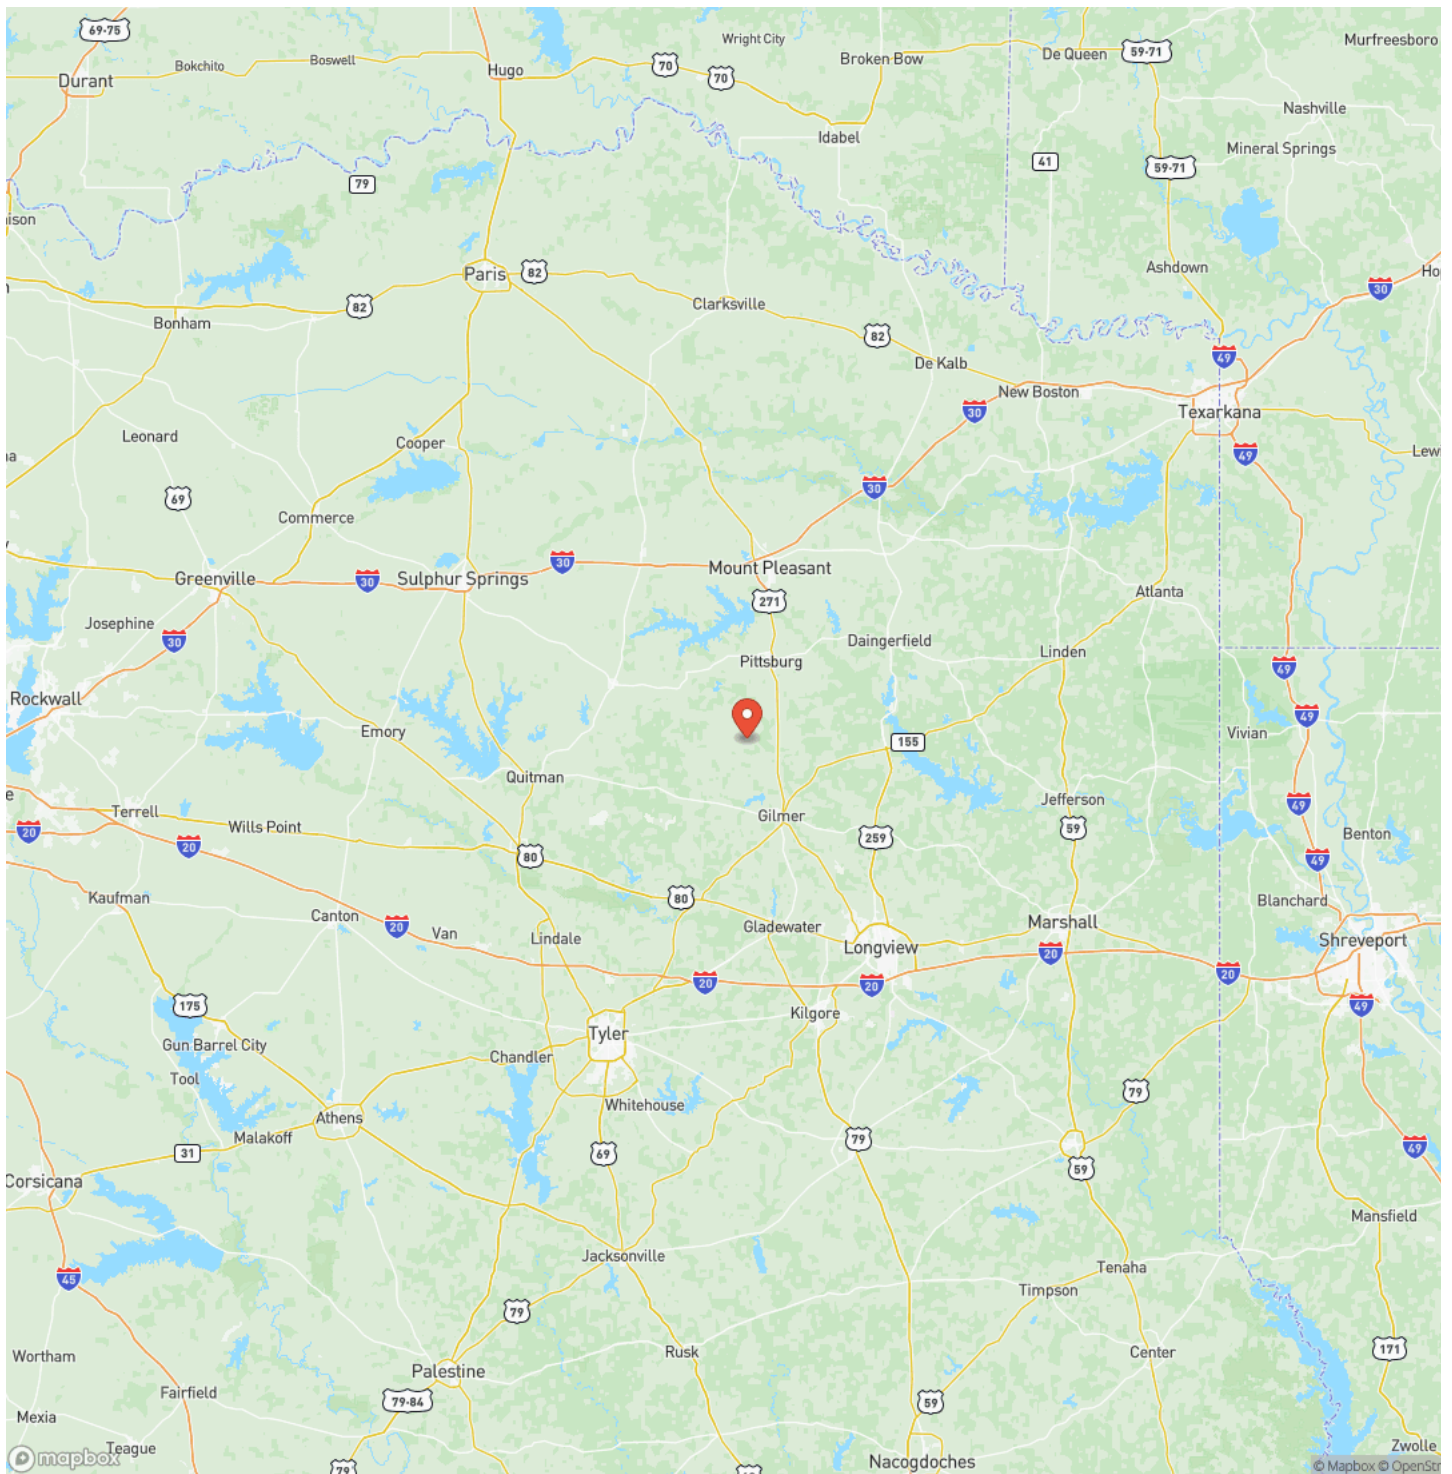 69-75
Wright City
Murfreesboro
Broken Bow
De Queen
59-71
Boswell
Bokchito
Hugo
70
70
Durant
Nashville
Idabel
Mineral Springs
41
59-71
79
ison
Paris
82
Ashdown
Ho
30
82
Clarksville
Bonham
82
49
De Kalb
New Boston
30
Texarkana
Leonard
Cooper
49
Lew
na
30
69
Commerce
Mount Pleasant
30
Greenville
30
Sulphur Springs
271
Atlanta
Josephine
30
Daingerfield
Linden
Pittsburg
49
Rockwall
49
Emory
Vivian
155
Quitman
e
Terrell
Jefferson
49
20
Wills Point
Gilmer
59
Benton
20
259
80
49
Kaufman
80
Blanchard
Canton
20
Van
Lindale
Gladewater
Marshall
Longview
20
Shreveport
20
20
20
175
49
Kilgore
Tyler
Gun Barrel City
Chandler
Tool
79
Whitehouse
Athens
Malakoff
79
31
69
49
59
Corsicana
Mansfield
Jacksonville
45
Tenaha
Timpson
79
Wortham
Rusk
Center
171
Palestine
Fairfield
79-84
59
Mexia
Teague
Zwolle
mapbox
79
Nacogdoches
© Mapbox © OpenStr